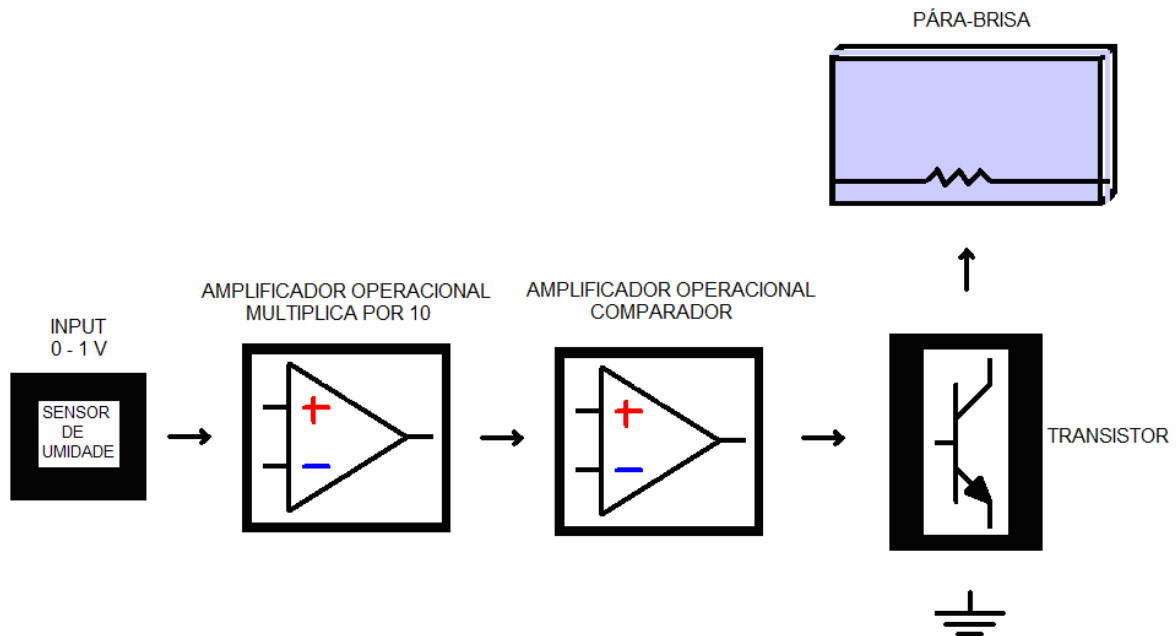 PÁRA-BRISA
AMPLIFICADOR OPERACIONAL
MULTIPLICA POR 10
AMPLIFICADOR OPERACIONAL
COMPARADOR
INPUT
0 - 1 V
SENSOR
DE
UMIDADE
TRANSISTOR